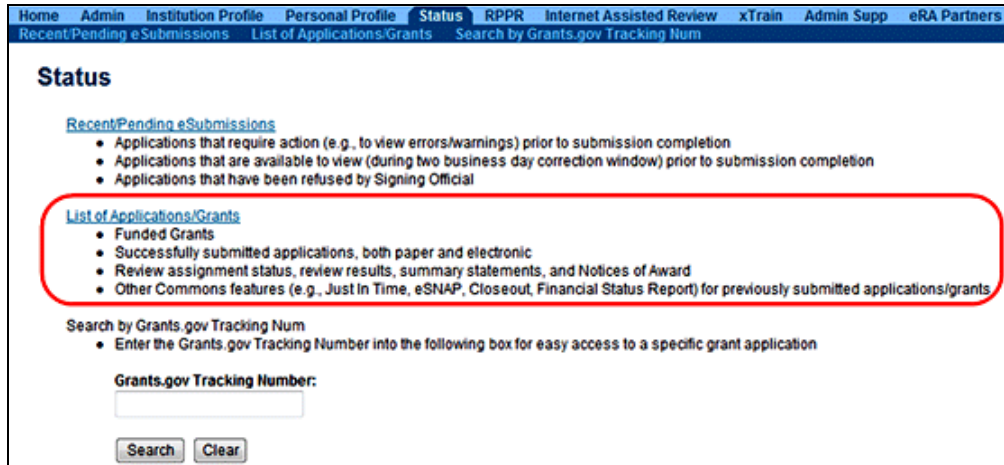 Home Admin Institution Profile Personal Profile Status RPPR Internet Assisted Review xTrain Admin Supp eRA Partners
Recent/Pending eSubmissions List of Applications/Grants Search by Grants.gov Tracking Num
Status
Recent/Pending eSubmissions
• Applications that require action (e.g., to view errors/warnings) prior to submission completion
• Applications that are available to view (during two business day correction window) prior to submission completion
• Applications that have been refused by Signing Official
List of Applications/Grants
• Funded Grants
• Successfully submitted applications, both paper and electronic
• Review assignment status, review results, summary statements, and Notices of Award
• Other Commons features (e.g., Just In Time, eSNAP, Closeout, Financial Status Report) for previously submitted applications/grants
Search by Grants.gov Tracking Num
• Enter the Grants.gov Tracking Number into the following box for easy access to a specific grant application
Grants.gov Tracking Number:
Search Clear